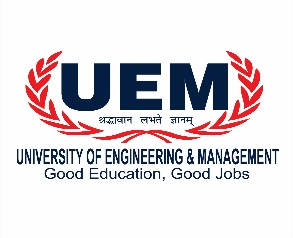 UEM
श्रद्धावान लभते ज्ञानम्
UNIVERSITY OF ENGINEERING & MANAGEMENT
Good Education, Good Jobs